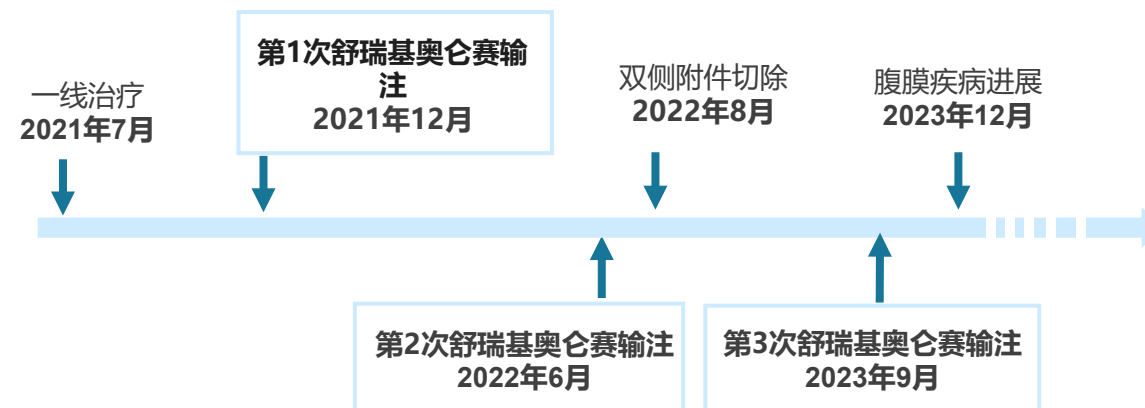 一线治疗
2021年7月
第1次舒瑞基奥仑赛输
注
2021年12月
双侧附件切除
2022年8月
腹膜疾病进展
2023年12月
第2次舒瑞基奥仑赛输注
2022年6月
第3次舒瑞基奥仑赛输注
2023年9月